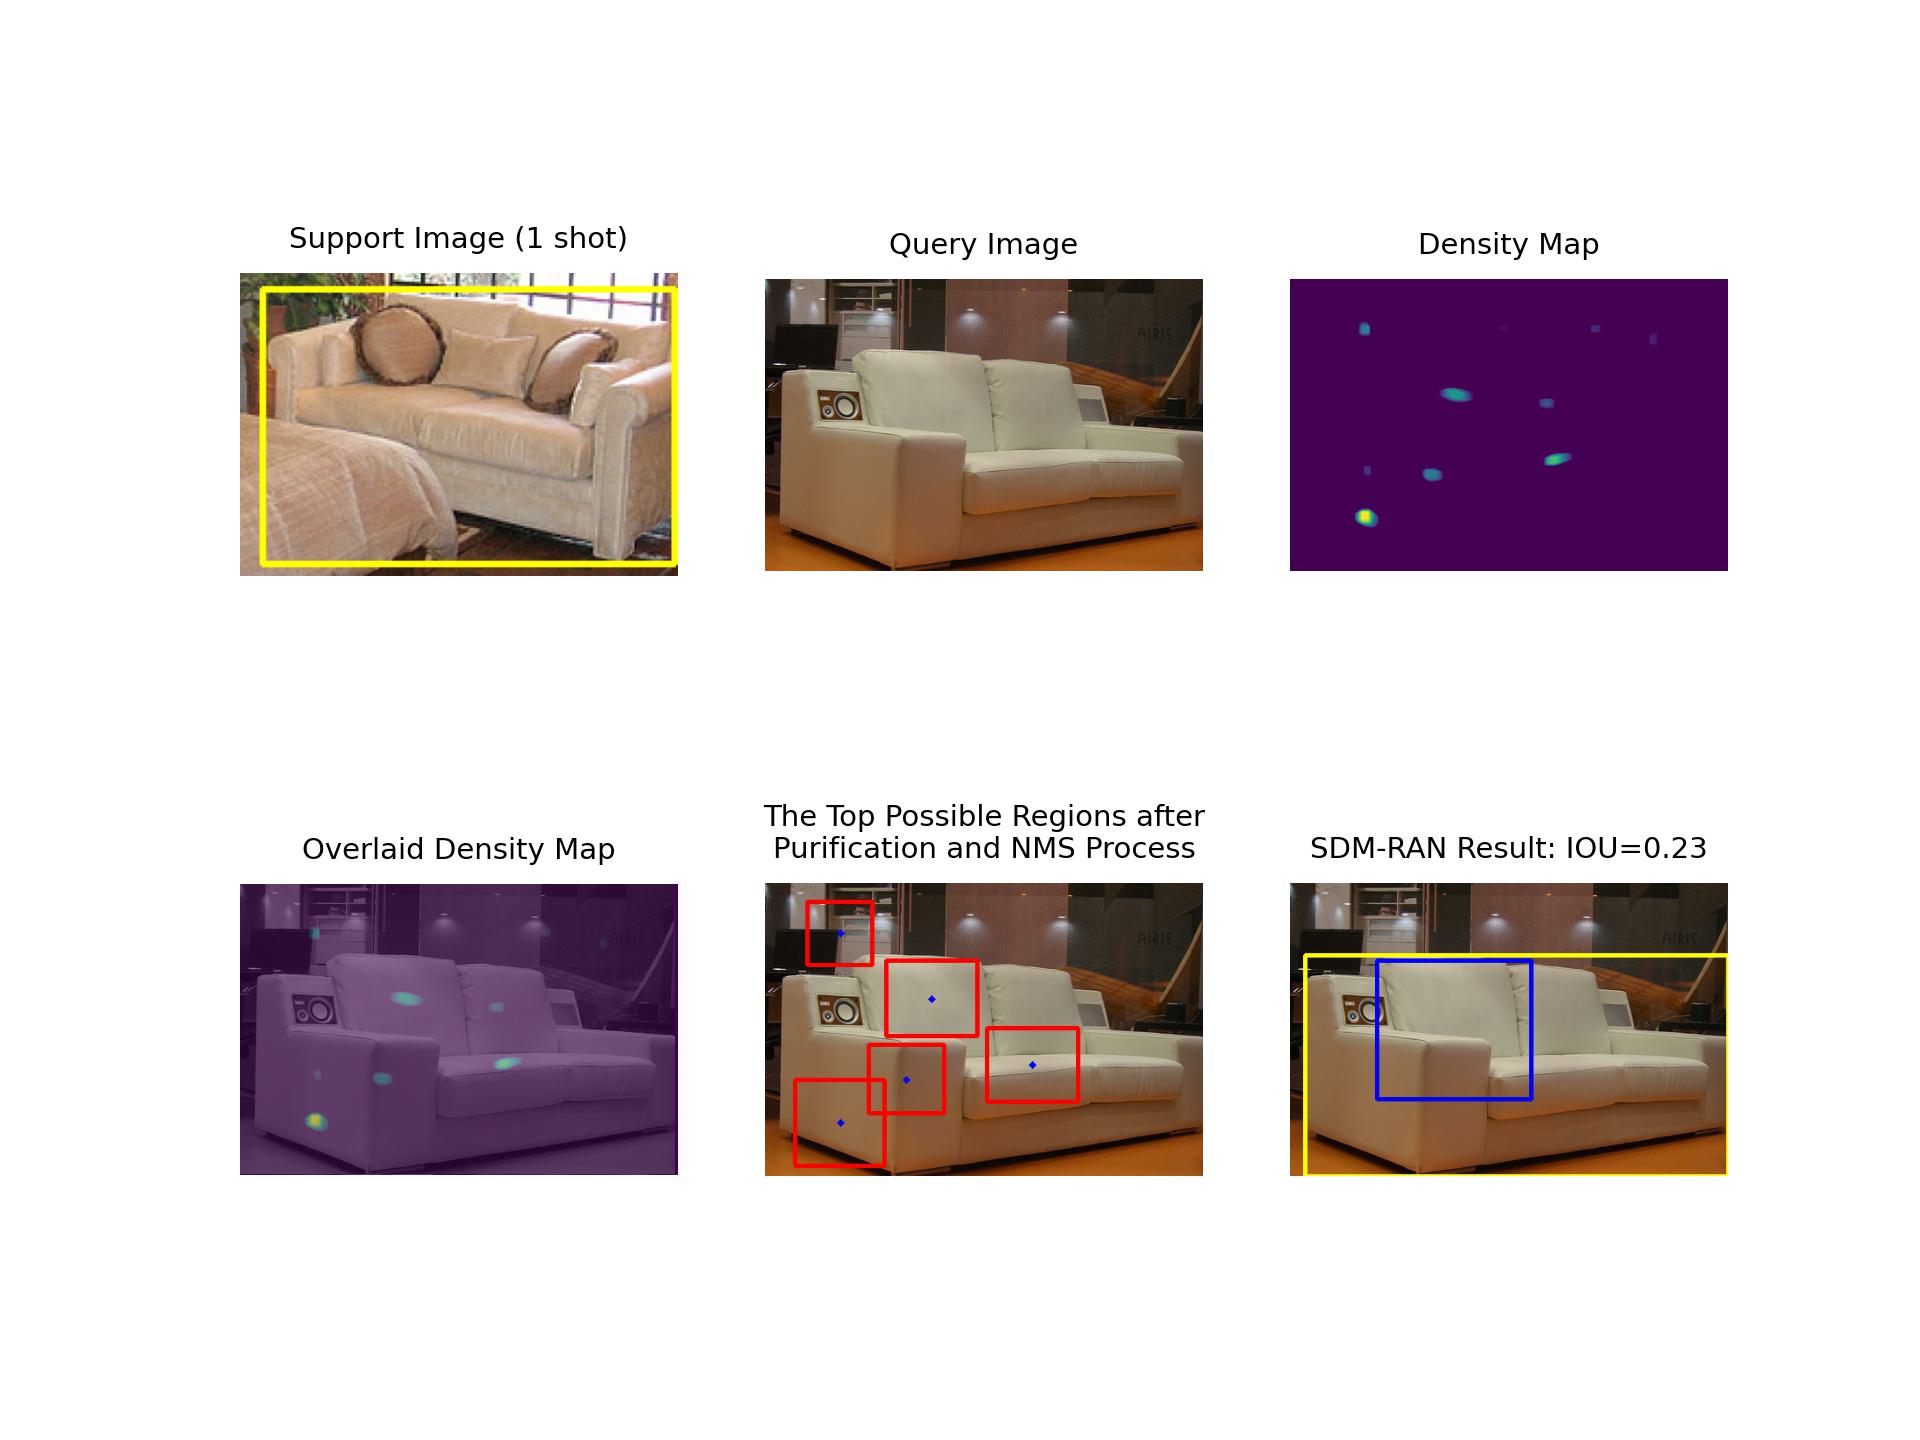 Support Image (1 shot)
Query Image
Density Map
AIRIS
Overlaid Density Map
The Top Possible Regions after
Purification and NMS Process
SDM-RAN Result: IOU=0.23
AIRIS
AIRIS
AIRIS